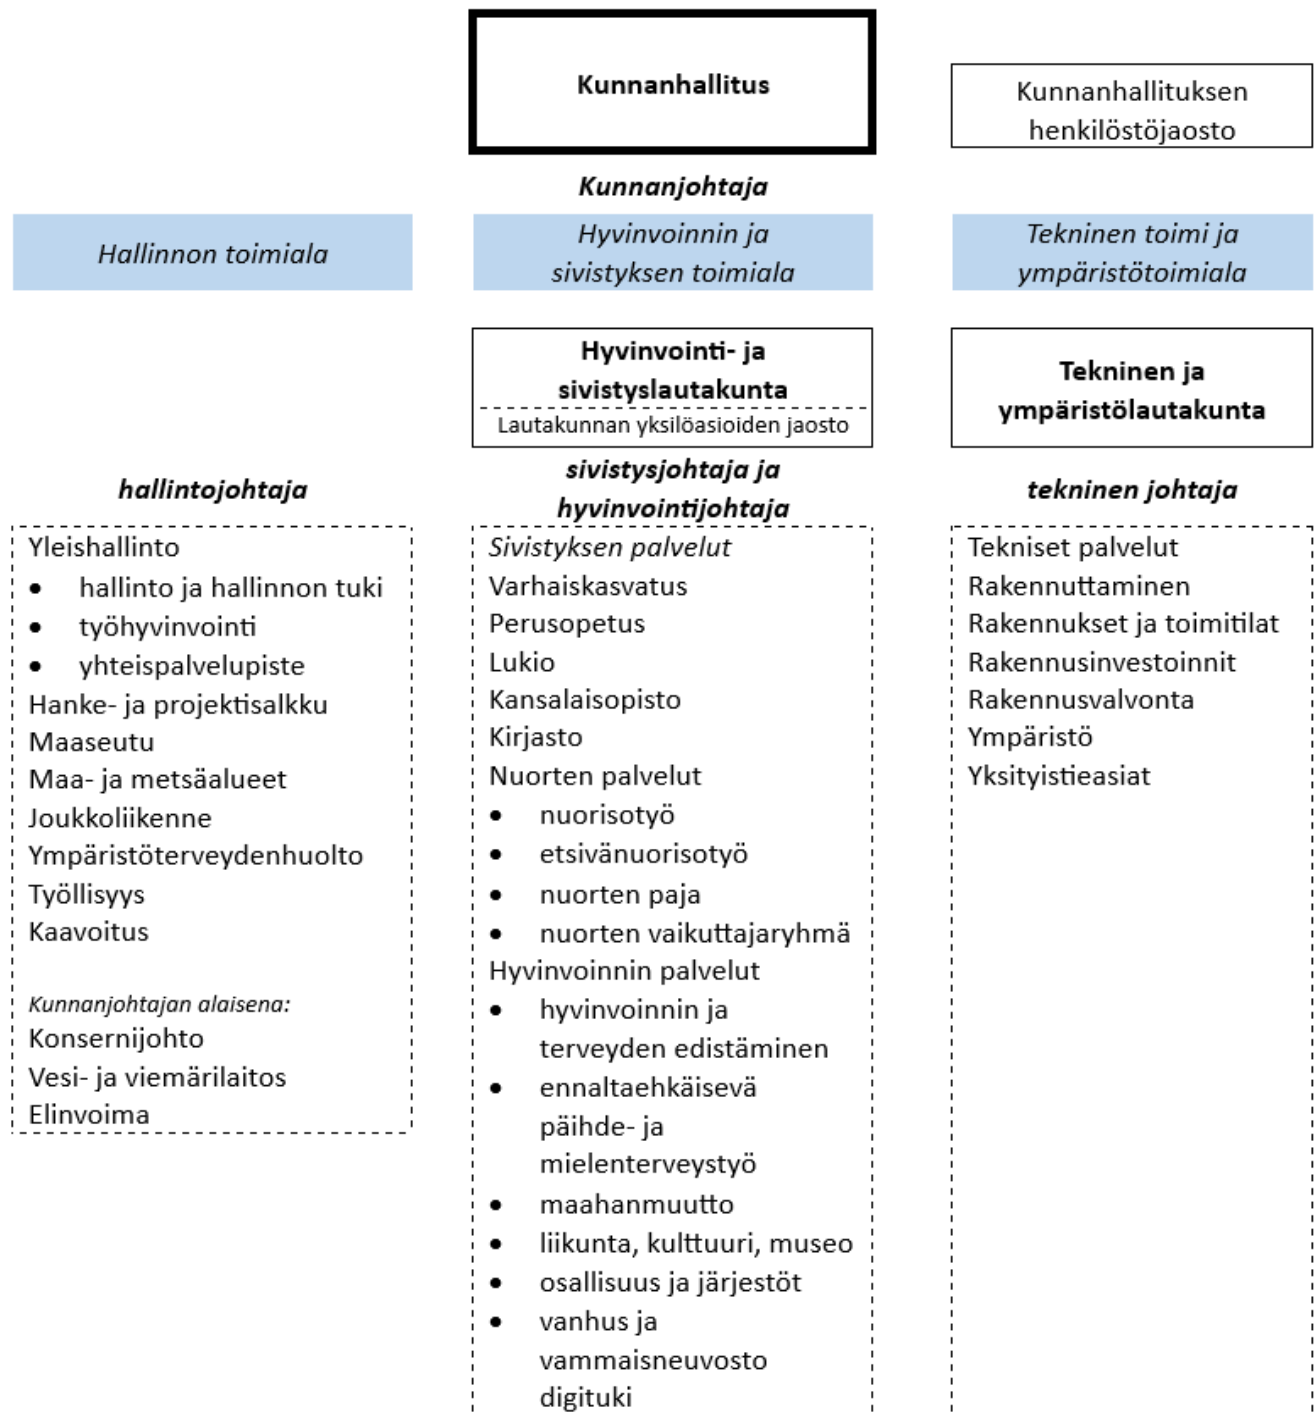 Kunnanhallitus
Kunnanhallituksen
henkilöstöjaosto
Kunnanjohtaja
Hallinnon toimiala
Hyvinvoinnin ja
sivistyksen toimiala
Tekninen toimi ja
ympäristötoimiala
Hyvinvointi- ja
sivistyslautakunta
Lautakunnan yksilöasioiden jaosto
Tekninen ja
ympäristölautakunta
hallintojohtaja
Yleishallinto
• hallinto ja hallinnon tuki
• työhyvinvointi
• yhteispalvelupiste
Hanke- ja projektisalkku
Maaseutu
Maa- ja metsäalueet
Joukkoliikenne
Ympäristöterveydenhuolto
Työllisyys
Kaavoitus
Kunnanjohtajan alaisena:
Konsernijohto
Vesi- ja viemärilaitos
Elinvoima
sivistysjohtaja ja
hyvinvointijohtaja
Sivistyksen palvelut
Varhaiskasvatus
Perusopetus
Lukio
Kansalaisopisto
Kirjasto
Nuorten palvelut
• nuorisotyö
• etsivänuorisotyö
• nuorten paja
• nuorten vaikuttajaryhmä
Hyvinvoinnin palvelut
• hyvinvoinnin ja
terveyden edistäminen
• ennaltaehkäisevä
päihde- ja
mielenterveystyö
• maahanmuutto
• liikunta, kulttuuri, museo
• osallisuus ja järjestöt
• vanhus ja
vammaisneuvosto
digituki
tekninen johtaja
Tekniset palvelut
Rakennuttaminen
Rakennukset ja toimitilat
Rakennusinvestoinnit
Rakennusvalvonta
Ympäristö
Yksityistieasiat